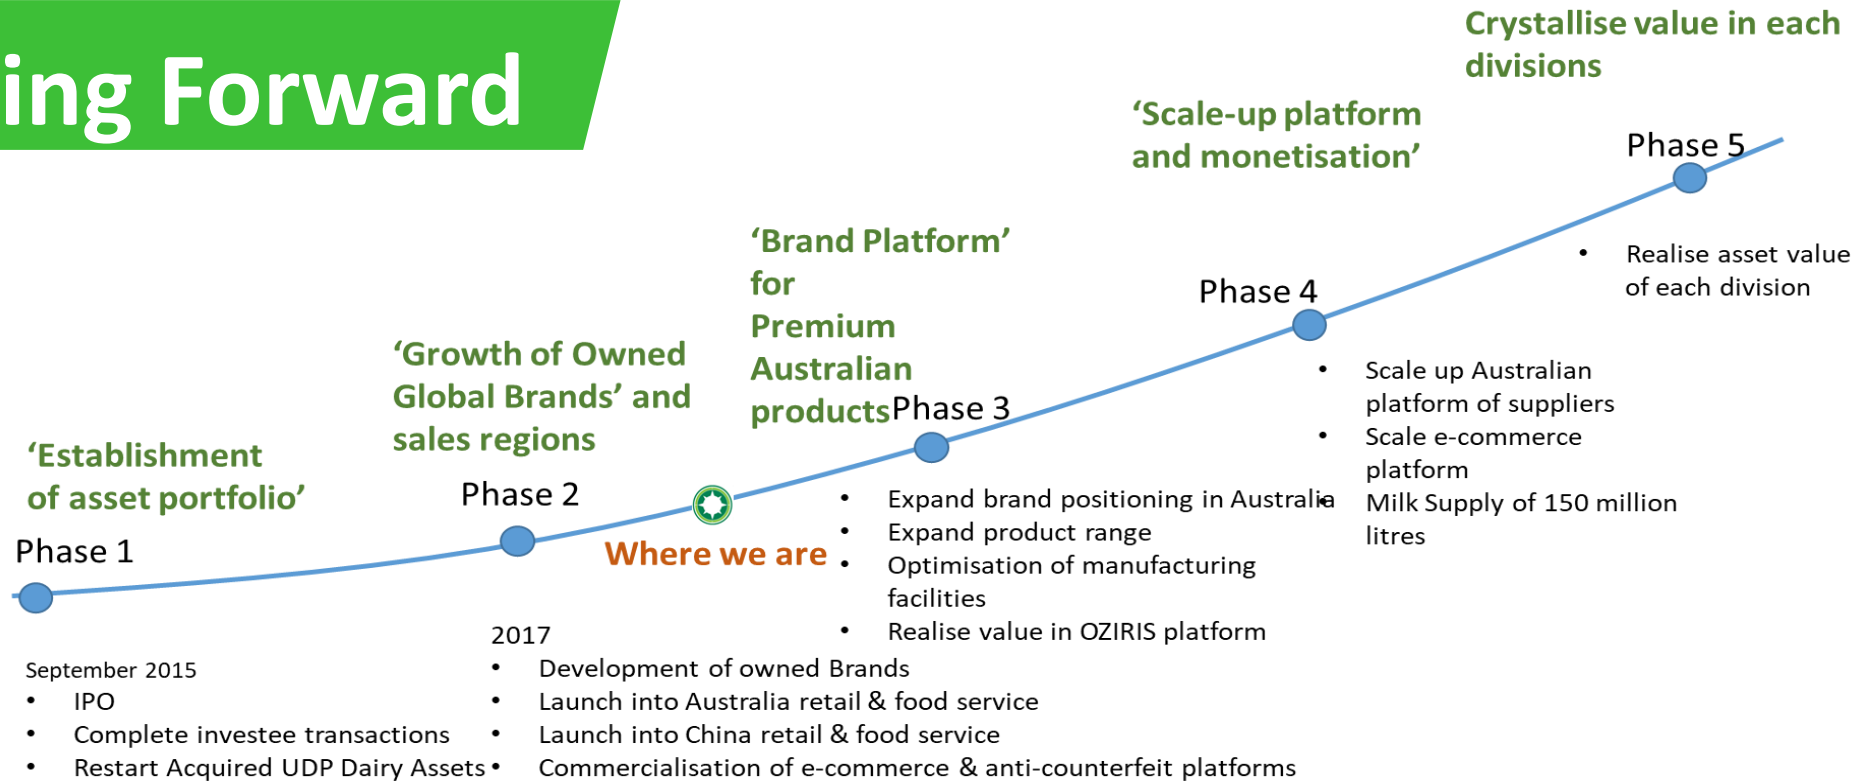 ing Forward
‘Establishment
of asset portfolio’
Phase 1
September 2015
• IPO
• Complete investee transactions
• Restart Acquired UDP Dairy Assets
‘Growth of Owned
Global Brands’ and
sales regions
Phase 2
2017
• Development of owned Brands
• Launch into Australia retail & food service
• Launch into China retail & food service
• Commercialisation of e-commerce & anti-counterfeit platforms
Where we are
‘Brand Platform’
for
Premium
Australian
products
Phase 3
• Expand brand positioning in Australia
• Expand product range
• Optimisation of manufacturing
facilities
• Realise value in OZIRIS platform
‘Scale-up platform
and monetisation’
Phase 4
• Scale up Australian
platform of suppliers
• Scale e-commerce
platform
• Milk Supply of 150 million
litres
Crystallise value in each
divisions
Phase 5
• Realise asset value
of each division